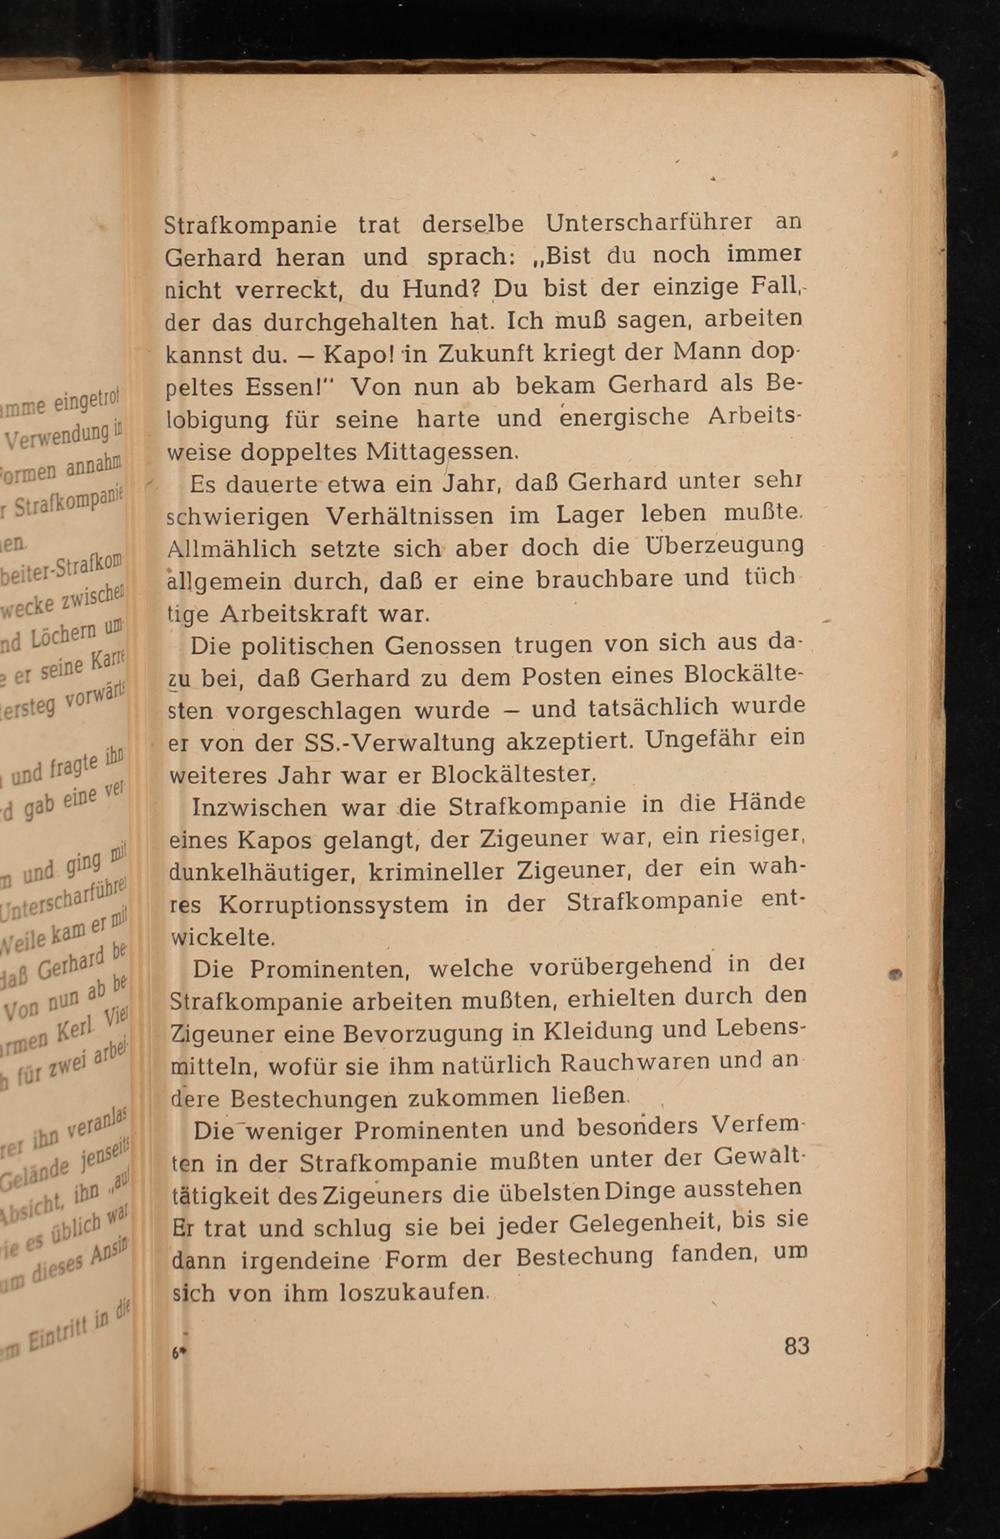 Strafkompanie trat derselbe Unterscharführer an
Gerhard heran und sprach: „Bist du noch immer
nicht verreckt, du Hund? Du bist der einzige Fall,
der das durchgehalten hat. Ich muß sagen, arbeiten
kannst du. — Kapo! in Zukunft kriegt der Mann dop-
peltes Essen!“ Von nun ab bekam Gerhard als Be-
lobigung für seine harte und energische Arbeits-
weise doppeltes Mittagessen.
Es dauerte etwa ein Jahr, daß Gerhard unter sehr
schwierigen Verhältnissen im Lager leben mußte.
Allmählich setzte sich aber doch die Überzeugung
allgemein durch, daß er eine brauchbare und tüch-
tige Arbeitskraft war.
Die politischen Genossen trugen von sich aus da-
zu bei, daß Gerhard zu dem Posten eines Blockälte-
sten vorgeschlagen wurde — und tatsächlich wurde
er von der SS.-Verwaltung akzeptiert. Ungefähr ein
weiteres Jahr war er Blockältester.
Inzwischen war die Strafkompanie in die Hände
eines Kapos gelangt, der Zigeuner war, ein riesiger,
dunkelhäutiger, krimineller Zigeuner, der ein wah-
res Korruptionssystem in der Strafkompanie ent-
wickelte.
Die Prominenten, welche vorübergehend in der
Strafkompanie arbeiten mußten, erhielten durch den
Zigeuner eine Bevorzugung in Kleidung und Lebens-
mitteln, wofür sie ihm natürlich Rauchwaren und an-
dere Bestechungen zukommen ließen.
Die weniger Prominenten und besonders Verfem-
ten in der Strafkompanie mußten unter der Gewalt-
tätigkeit des Zigeuners die übelsten Dinge ausstehen
Er trat und schlug sie bei jeder Gelegenheit, bis sie
dann irgendeine Form der Bestechung fanden, um
sich von ihm loszukaufen.
6*
83